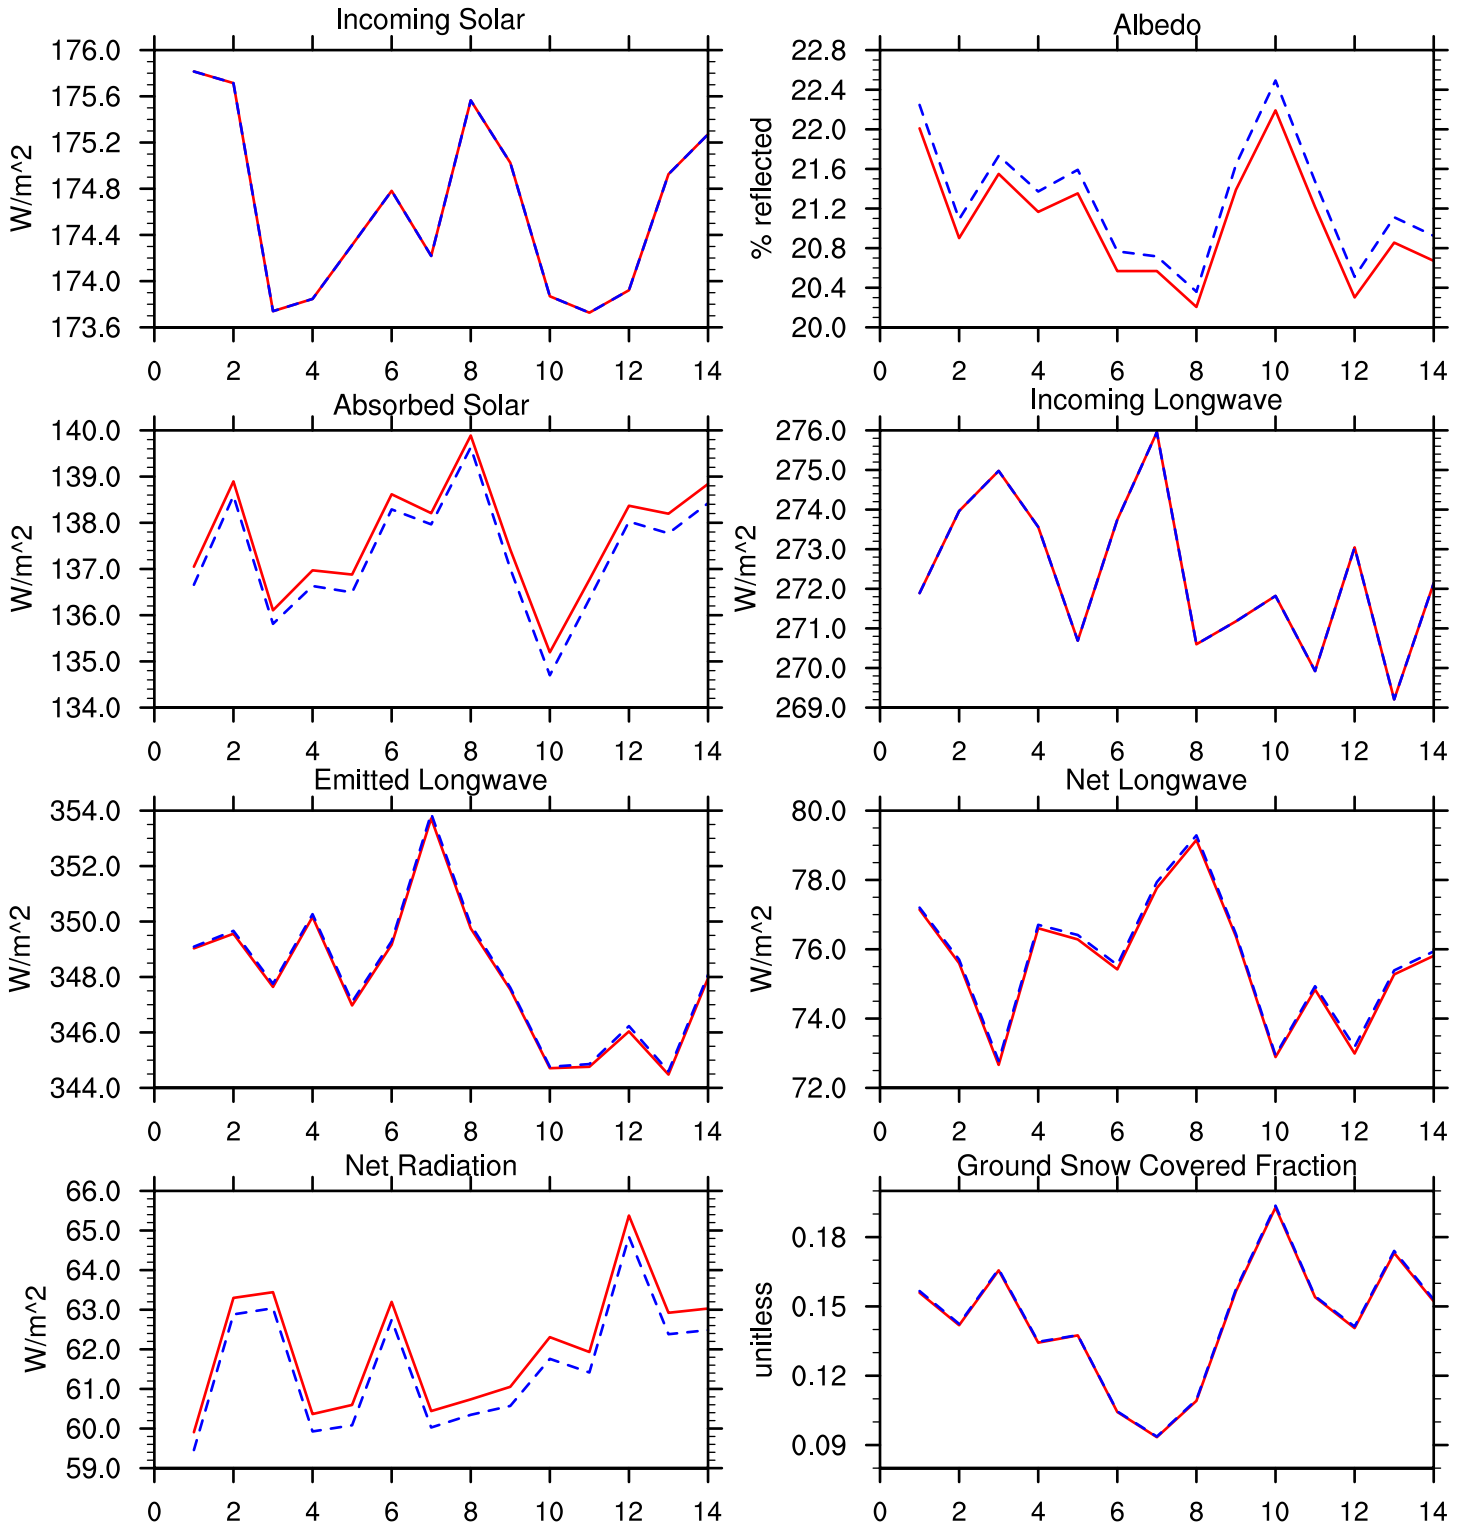 Incoming Solar
W/m^2
176.0
175.6
175.2
174.8
174.4
174.0
173.6
0 2 4 6 8 10 12 14
Albedo
% reflected
22.8
22.4
22.0
21.6
21.2
20.8
20.4
20.0
0 2 4 6 8 10 12 14
Absorbed Solar
W/m^2
140.0
139.0
138.0
137.0
136.0
135.0
134.0
0 2 4 6 8 10 12 14
Incoming Longwave
W/m^2
276.0
275.0
274.0
273.0
272.0
271.0
270.0
269.0
0 2 4 6 8 10 12 14
Emitted Longwave
W/m^2
354.0
352.0
350.0
348.0
346.0
344.0
0 2 4 6 8 10 12 14
Net Longwave
W/m^2
80.0
78.0
76.0
74.0
72.0
0 2 4 6 8 10 12 14
Net Radiation
W/m^2
66.0
65.0
64.0
63.0
62.0
61.0
60.0
59.0
0 2 4 6 8 10 12 14
Ground Snow Covered Fraction
unitless
0.18
0.15
0.12
0.09
0 2 4 6 8 10 12 14